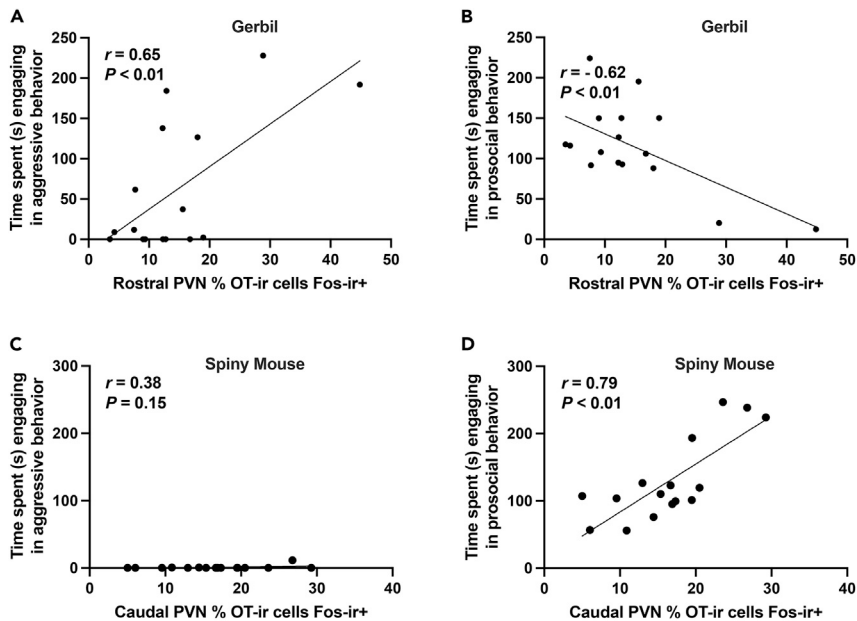 A
Gerbil
r = 0.65
P < 0.01
Time spent (s) engaging
in aggressive behavior
250
200
150
100
50
0
0 10 20 30 40 50
Rostral PVN % OT-ir cells Fos-ir+
B
Gerbil
r = - 0.62
P < 0.01
Time spent (s) engaging
in prosocial behavior
250
200
150
100
50
0
0 10 20 30 40 50
Rostral PVN % OT-ir cells Fos-ir+
C
Spiny Mouse
r = 0.38
P = 0.15
Time spent (s) engaging
in aggressive behavior
300
200
100
0
0 10 20 30 40
Caudal PVN % OT-ir cells Fos-ir+
D
Spiny Mouse
r = 0.79
P < 0.01
Time spent (s) engaging
in prosocial behavior
300
200
100
0
0 10 20 30 40
Caudal PVN % OT-ir cells Fos-ir+